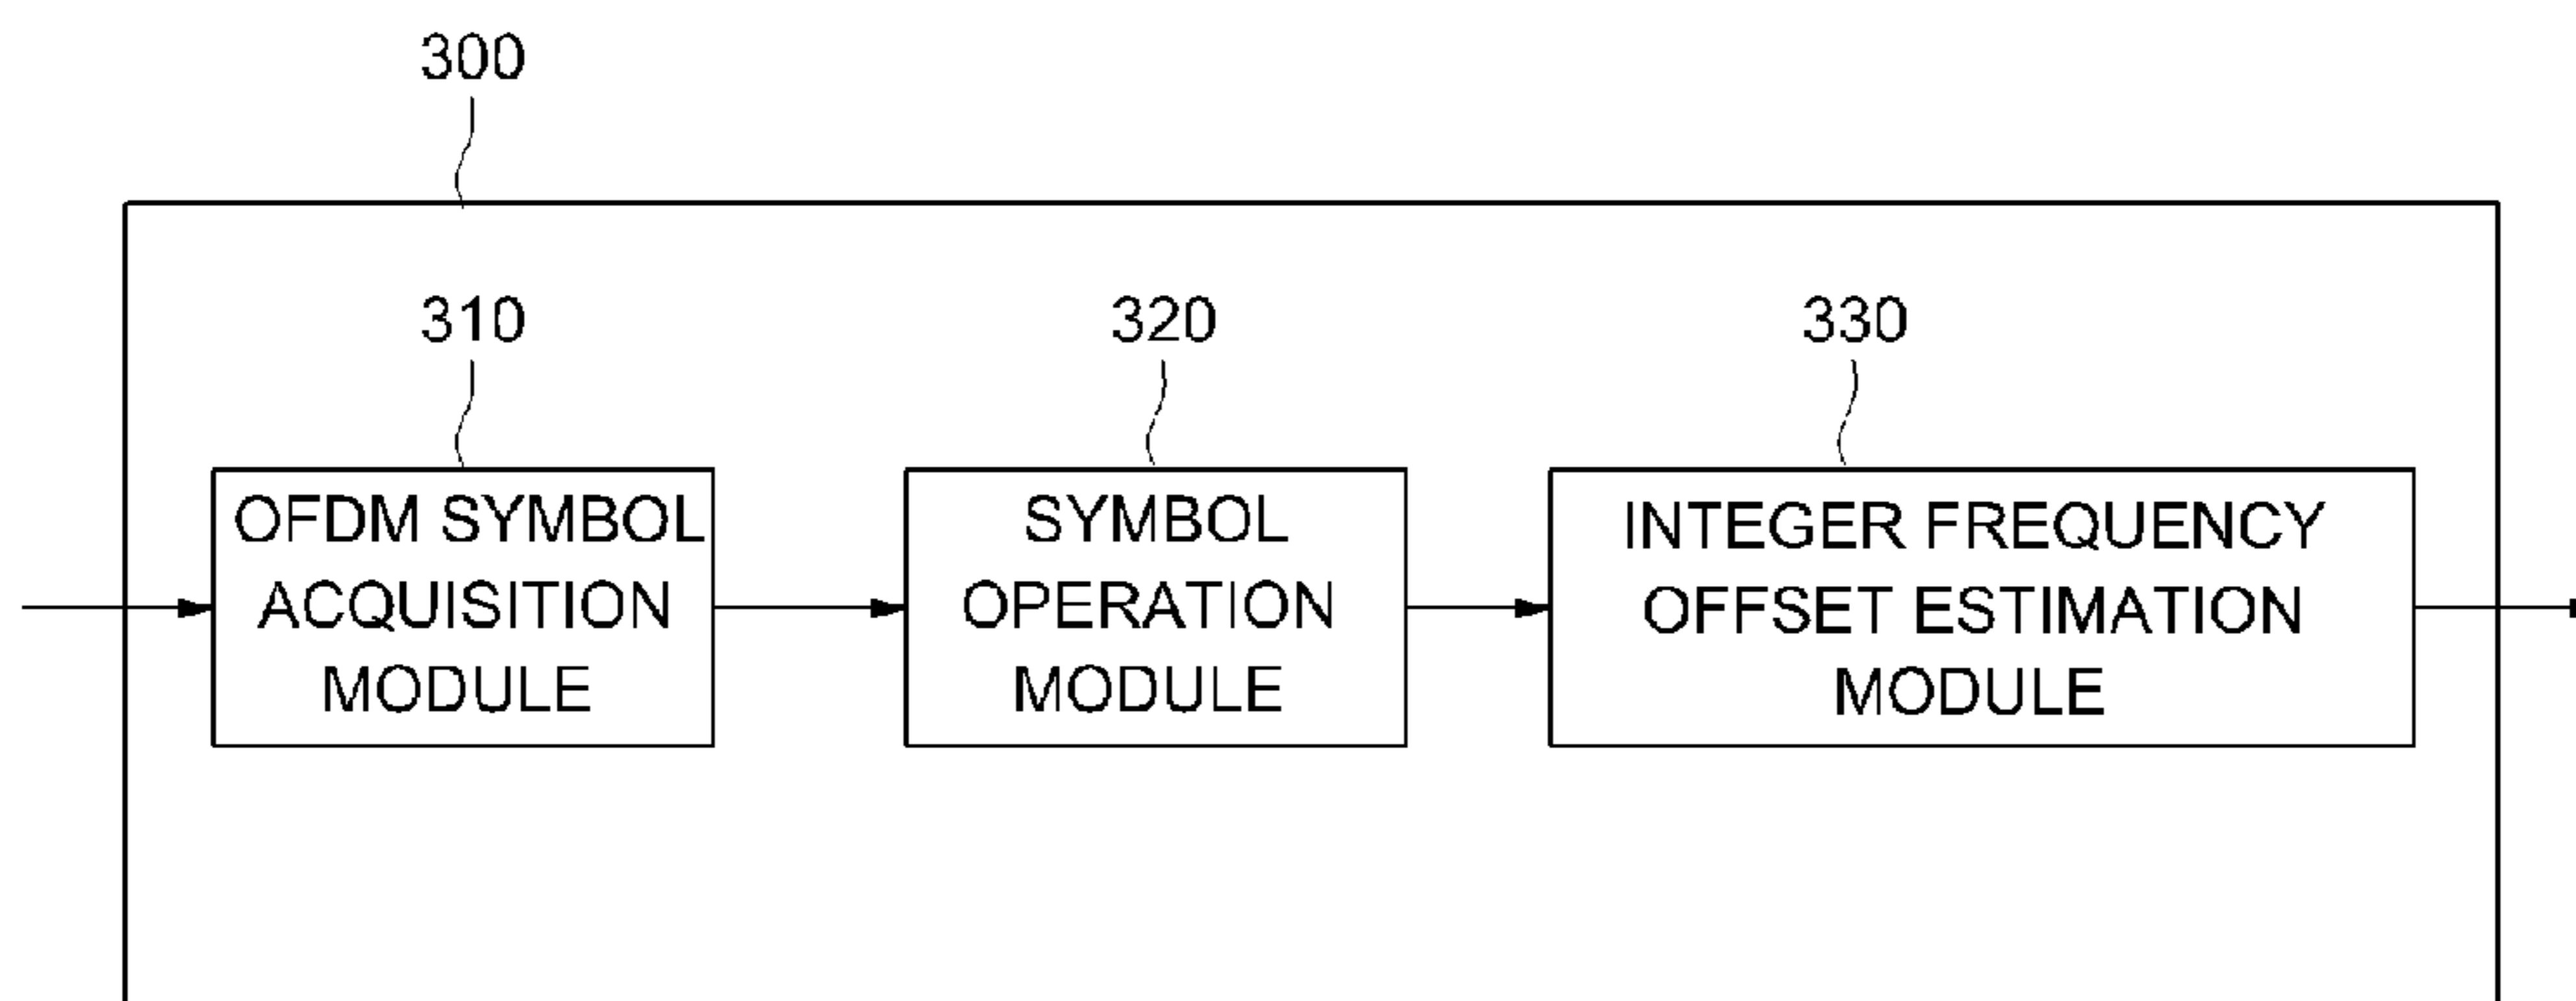 300
310
320
330
OFDM SYMBOL
ACQUISITION
MODULE
SYMBOL
OPERATION
MODULE
INTEGER FREQUENCY
OFFSET ESTIMATION
MODULE